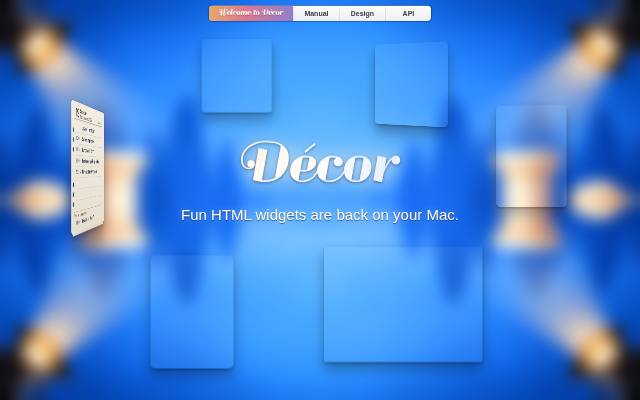 Welcome to Décor
Manual
Design
API
Décor
Fun HTML widgets are back on your Mac.